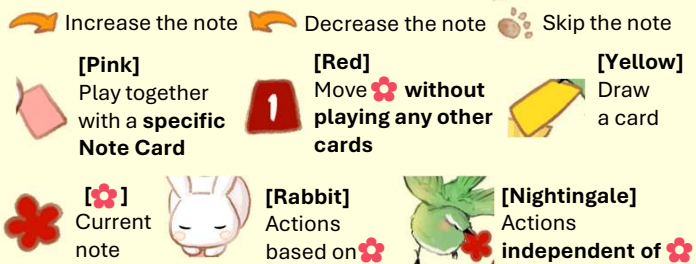 Increase the note
Decrease the note
Skip the note
[Pink]
Play together
with a specific
Note Card
1
[Red]
Move without
playing any other
cards
[Yellow]
Draw
a card
[ ]
Current
note
[Rabbit]
Actions
based on
[Nightingale]
Actions
independent of